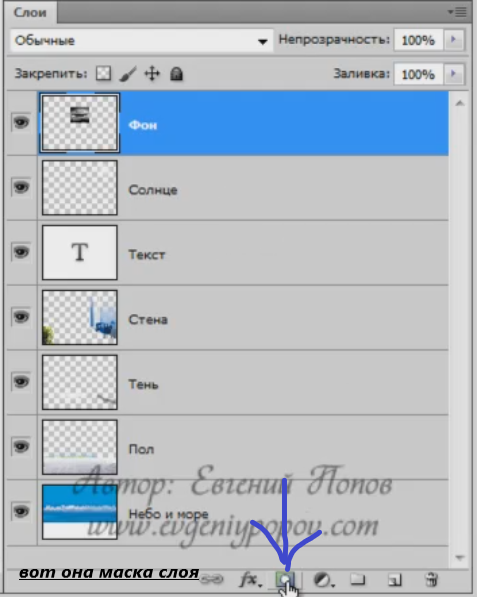 Слои
Обычные Непрозрачность: 100%
Закрепить: Заливка: 100%
Фон
Солнце
T Текст
Стена
Тень
Пол
Автор: Евгений Попов
Небо и море
www.evgeniypopov.com
вот она маска слоя fx.